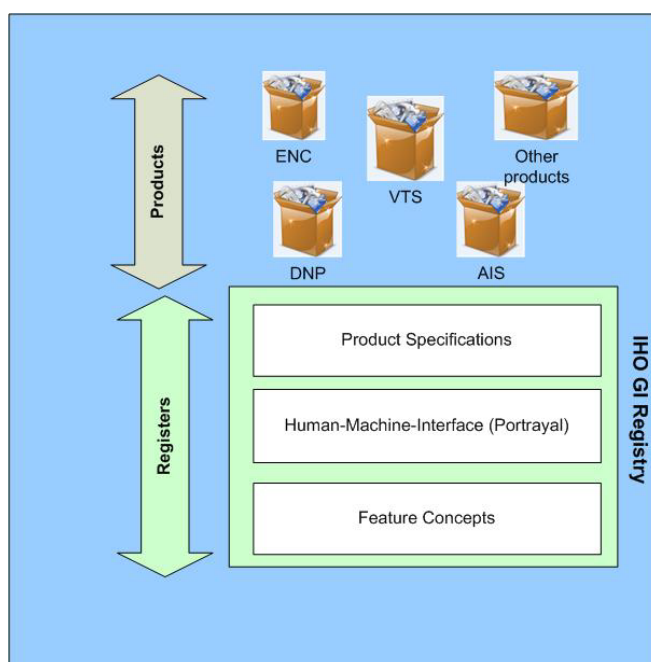 Products
ENC
VTS
Other
products
DNP
AIS
Registers
Product Specifications
Human-Machine-Interface (Portrayal)
Feature Concepts
IHO GI Registry